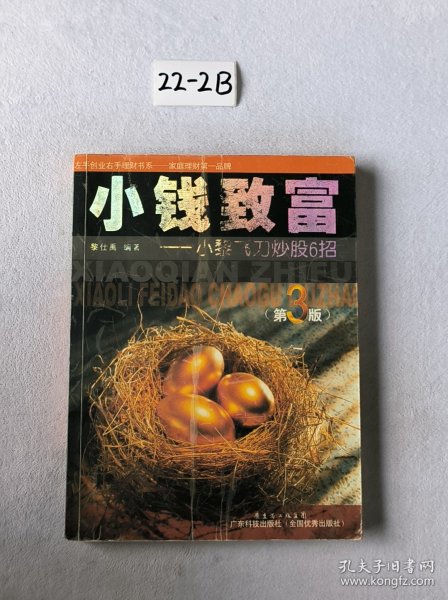 22-2B
左手创业右手理财书系——家庭理财第一品牌
小钱致富
黎仕禹 编著
——小黎飞刀炒股6招
XIAOQIAN ZHIFU
XIAOLI FEIDAO CHAOGU 6 ZHAO
(第3版)
广东科技出版社(全国优秀出版社)
孔夫子旧书网
www.kongfz.com